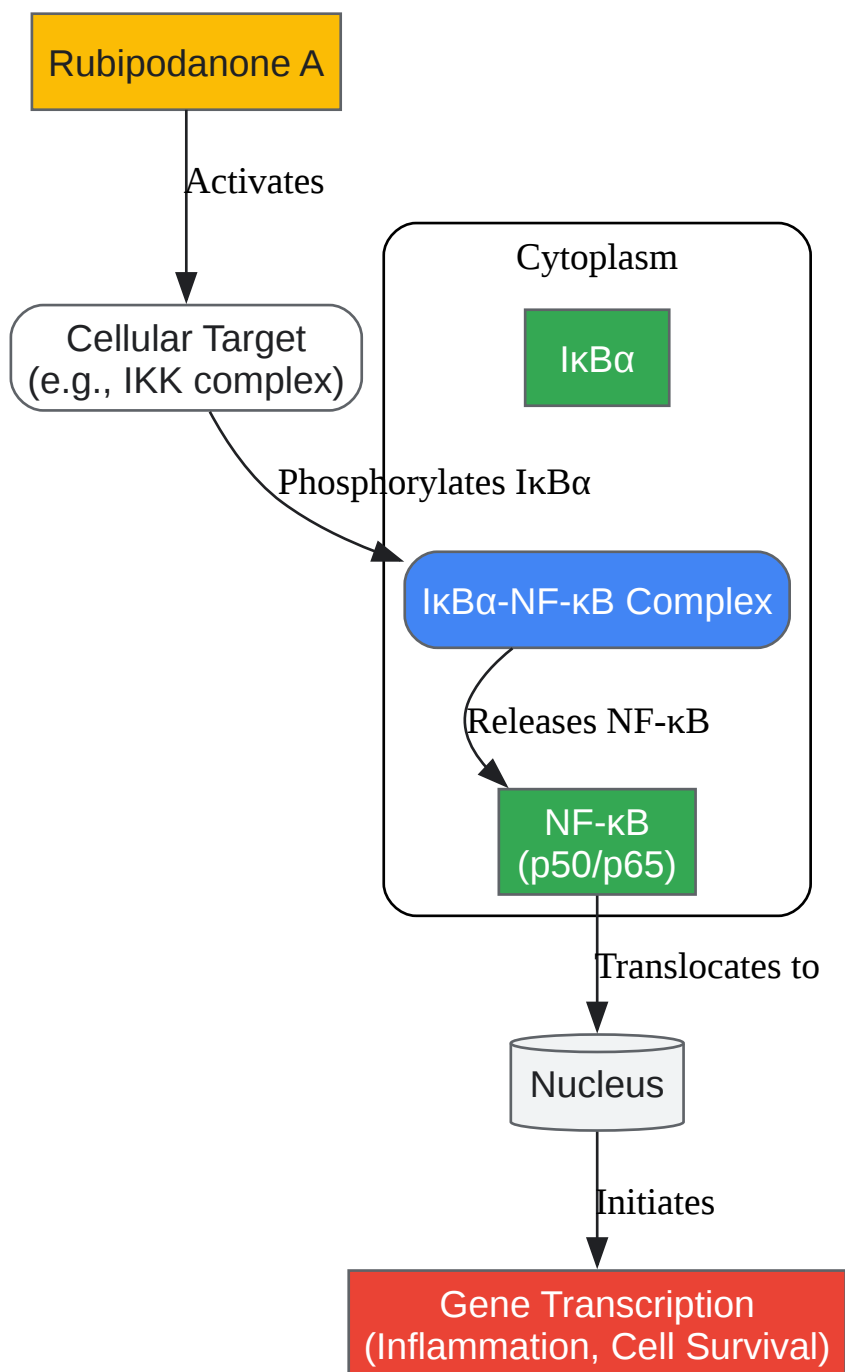 Rubipodanone A
Activates
Cytoplasm
Cellular Target
(e.g., IKK complex)
IκBα
Phosphorylates IκBα
IκBα-NF-κB Complex
Releases NF-κB
NF-κB
(p50/p65)
Translocates to
Nucleus
Initiates
Gene Transcription
(Inflammation, Cell Survival)